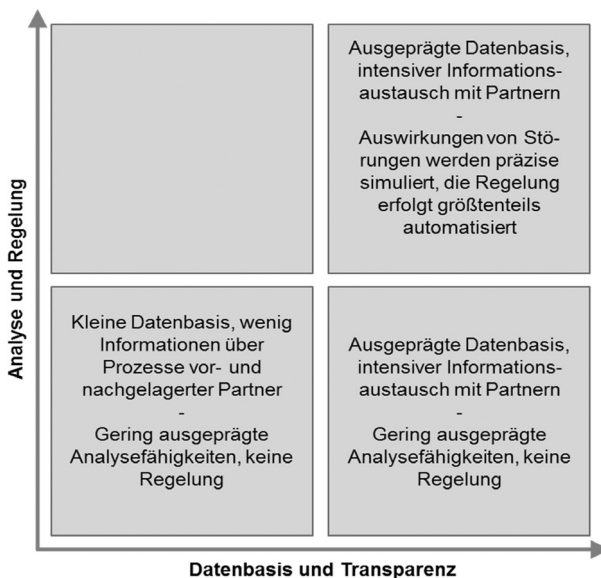 Analyse und Regelung
Ausgeprägte Datenbasis,
intensiver Informations-
austausch mit Partnern
-
Auswirkungen von Stö-
rungen werden präzise
simuliert, die Regelung
erfolgt größtenteils
automatisiert
Kleine Datenbasis, wenig
Informationen über
Prozesse vor- und
nachgelagerter Partner
-
Gering ausgeprägte
Analysefähigkeiten, keine
Regelung
Ausgeprägte Datenbasis,
intensiver Informations-
austausch mit Partnern
-
Gering ausgeprägte
Analysefähigkeiten, keine
Regelung
Datenbasis und Transparenz